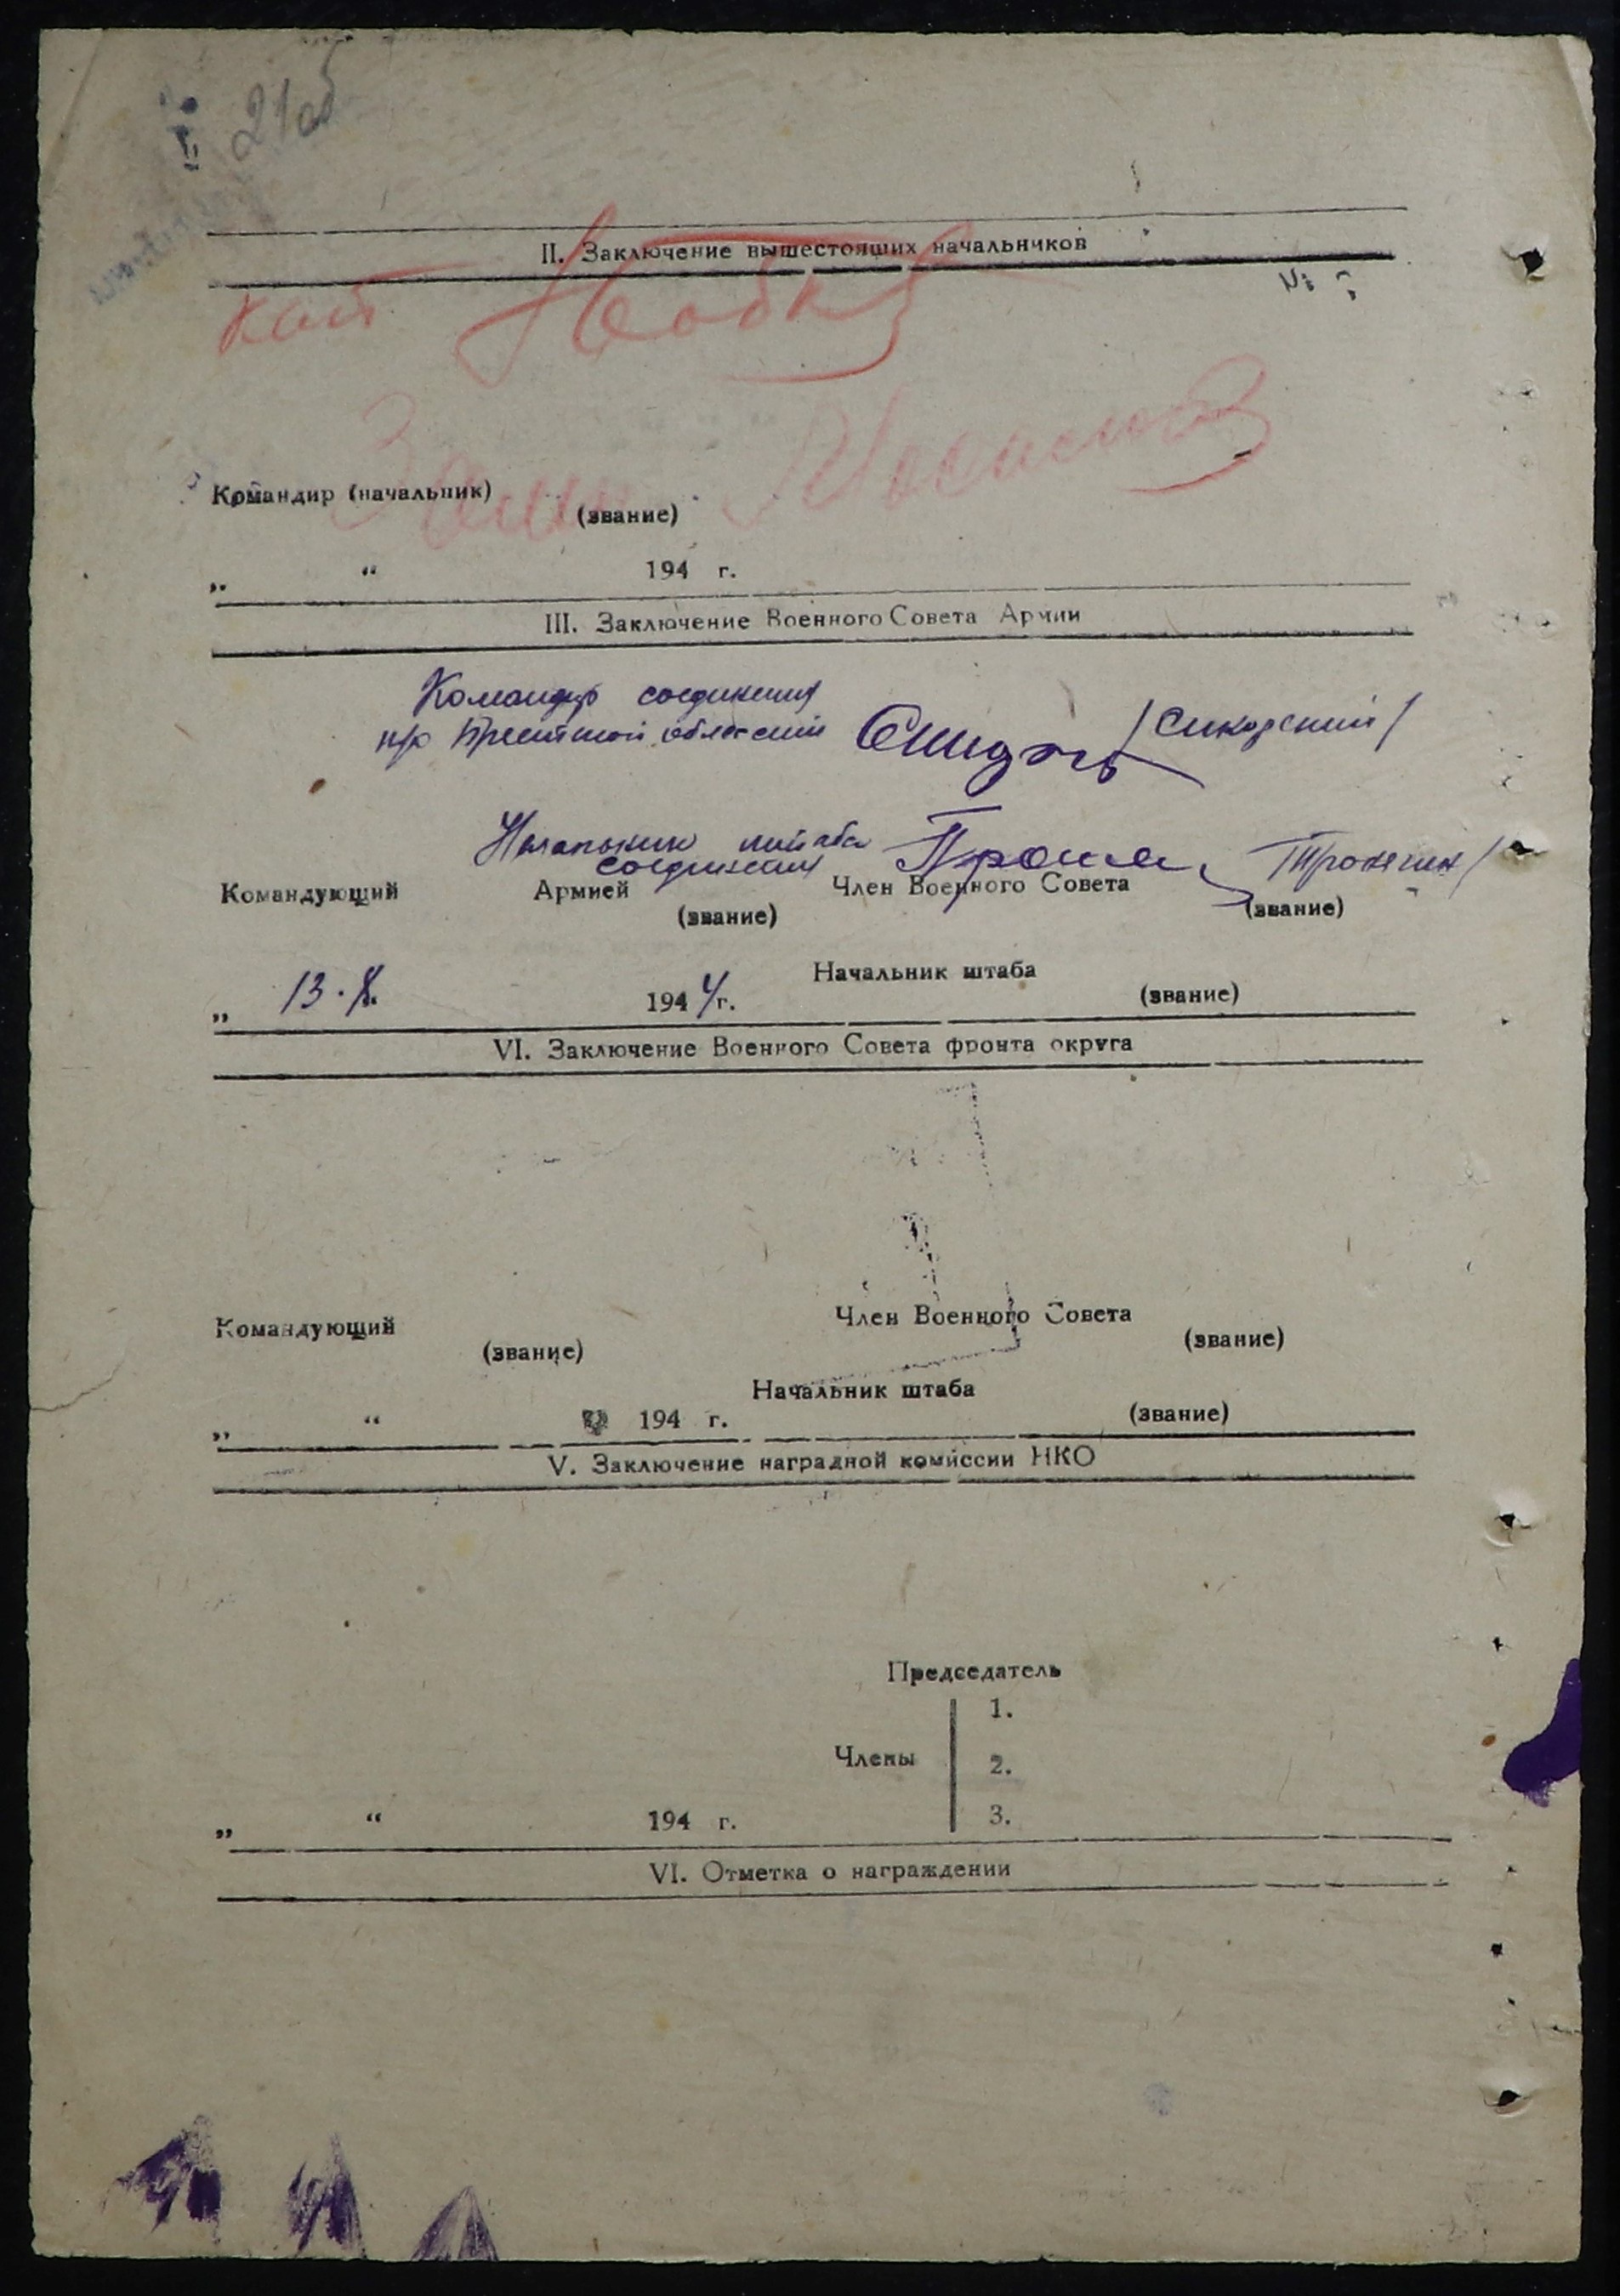 21об
II. Заключение вышестоящих начальников
Командир (начальник)
(звание)
„ “ 194 г.
III. Заключение Военного Совета Армии
Командир соединения
п/о Брестской области /Сикорский/
Начальник штаба
соединения
Командующий Армией Член Военного Совета
(звание) (звание)
Начальник штаба
„ 13.X. 1944 г. (звание)
VI. Заключение Военного Совета фронта округа
Командующий Член Военного Совета
(звание) (звание)
Начальник штаба
„ “ 194 г. (звание)
V. Заключение наградной комиссии НКО
Председатель
1.
Члены 2.
3.
„ “ 194 г.
VI. Отметка о награждении